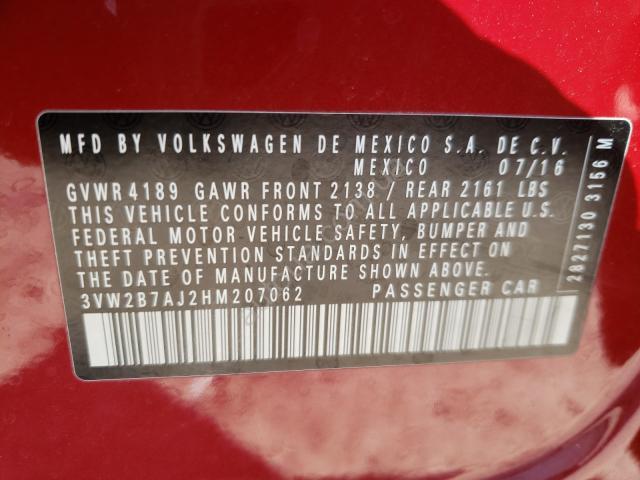 MFD BY VOLKSWAGEN DE MEXICO S.A. DE C.V.
MEXICO 07/16
GVWR 4189 GAWR FRONT 2138 / REAR 2161 LBS
THIS VEHICLE CONFORMS TO ALL APPLICABLE U.S.
FEDERAL MOTOR VEHICLE SAFETY, BUMPER AND
THEFT PREVENTION STANDARDS IN EFFECT ON
THE DATE OF MANUFACTURE SHOWN ABOVE.
3VW2B7AJ2HM207062 PASSENGER CAR
2827130 3156 M